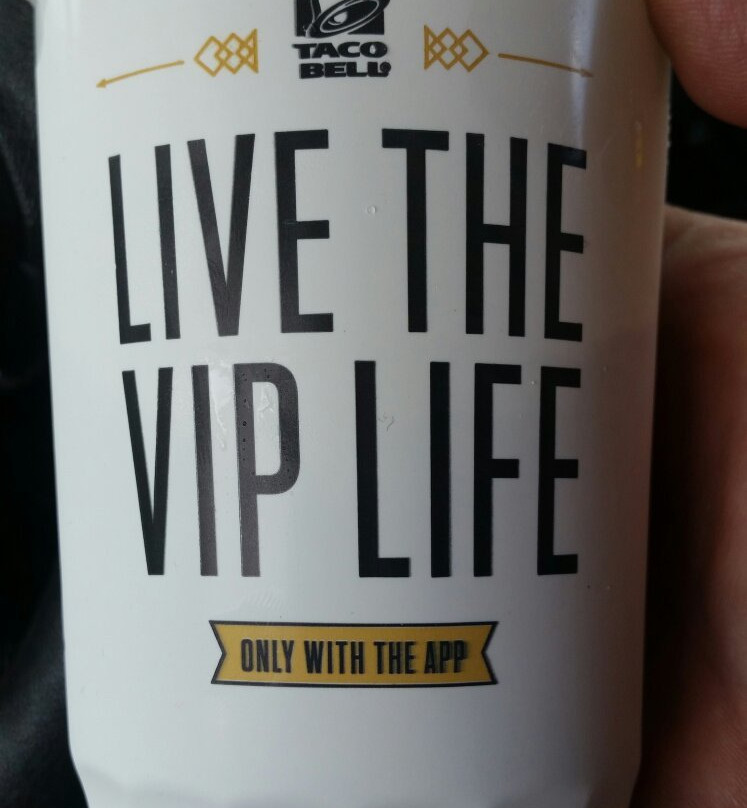 TACO
BELL
LIVE THE
VIP LIFE
ONLY WITH THE APP